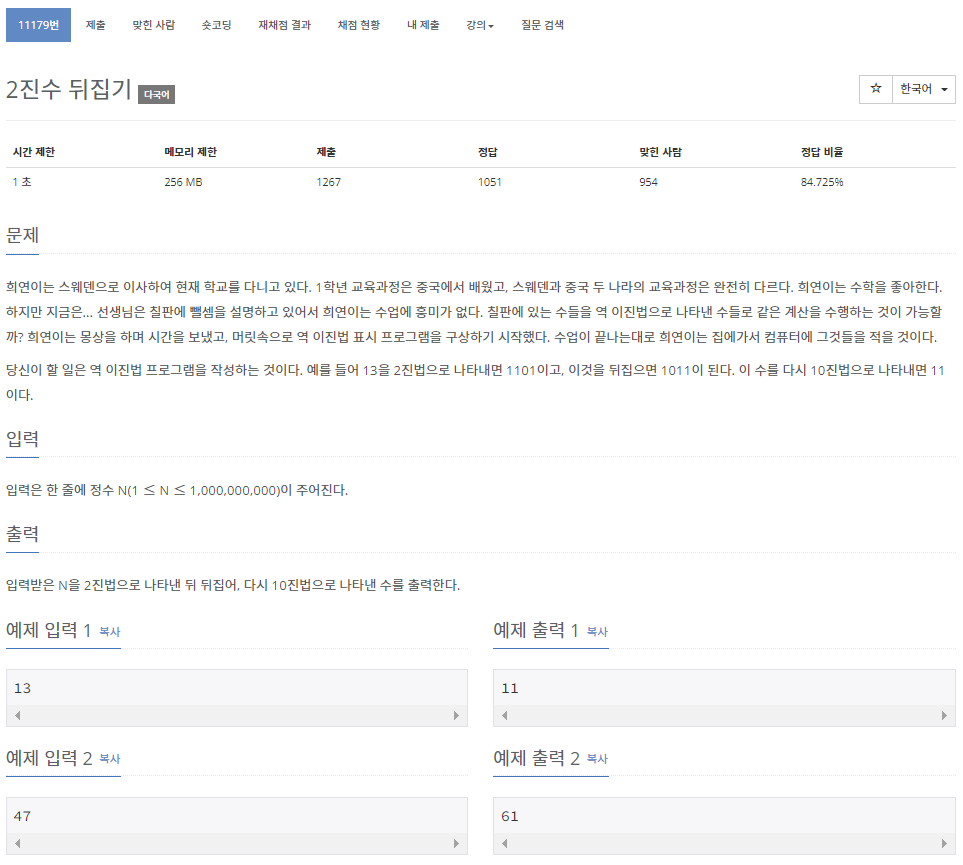 11179번 제출 맞힌 사람 숏코딩 재채점 결과 채점 현황 내 제출 강의 질문 검색
2진수 뒤집기 다국어
☆ 한국어
시간 제한 메모리 제한 제출 정답 맞힌 사람 정답 비율
1 초 256 MB 1267 1051 954 84.725%
문제
희연이는 스웨덴으로 이사하여 현재 학교를 다니고 있다. 1학년 교육과정은 중국에서 배웠고, 스웨덴과 중국 두 나라의 교육과정은 완전히 다르다. 희연이는 수학을 좋아한다.
하지만 지금은... 선생님은 칠판에 뺄셈을 설명하고 있어서 희연이는 수업에 흥미가 없다. 칠판에 있는 수들을 역 이진법으로 나타낸 수들로 같은 계산을 수행하는 것이 가능할
까? 희연이는 몽상을 하며 시간을 보냈고, 머릿속으로 역 이진법 표시 프로그램을 구상하기 시작했다. 수업이 끝나는대로 희연이는 집에가서 컴퓨터에 그것들을 적을 것이다.
당신이 할 일은 역 이진법 프로그램을 작성하는 것이다. 예를 들어 13을 2진법으로 나타내면 1101이고, 이것을 뒤집으면 1011이 된다. 이 수를 다시 10진법으로 나타내면 11
이다.
입력
입력은 한 줄에 정수 N(1 ≤ N ≤ 1,000,000,000)이 주어진다.
출력
입력받은 N을 2진법으로 나타낸 뒤 뒤집어, 다시 10진법으로 나타낸 수를 출력한다.
예제 입력 1 복사
13
예제 출력 1 복사
11
예제 입력 2 복사
47
예제 출력 2 복사
61